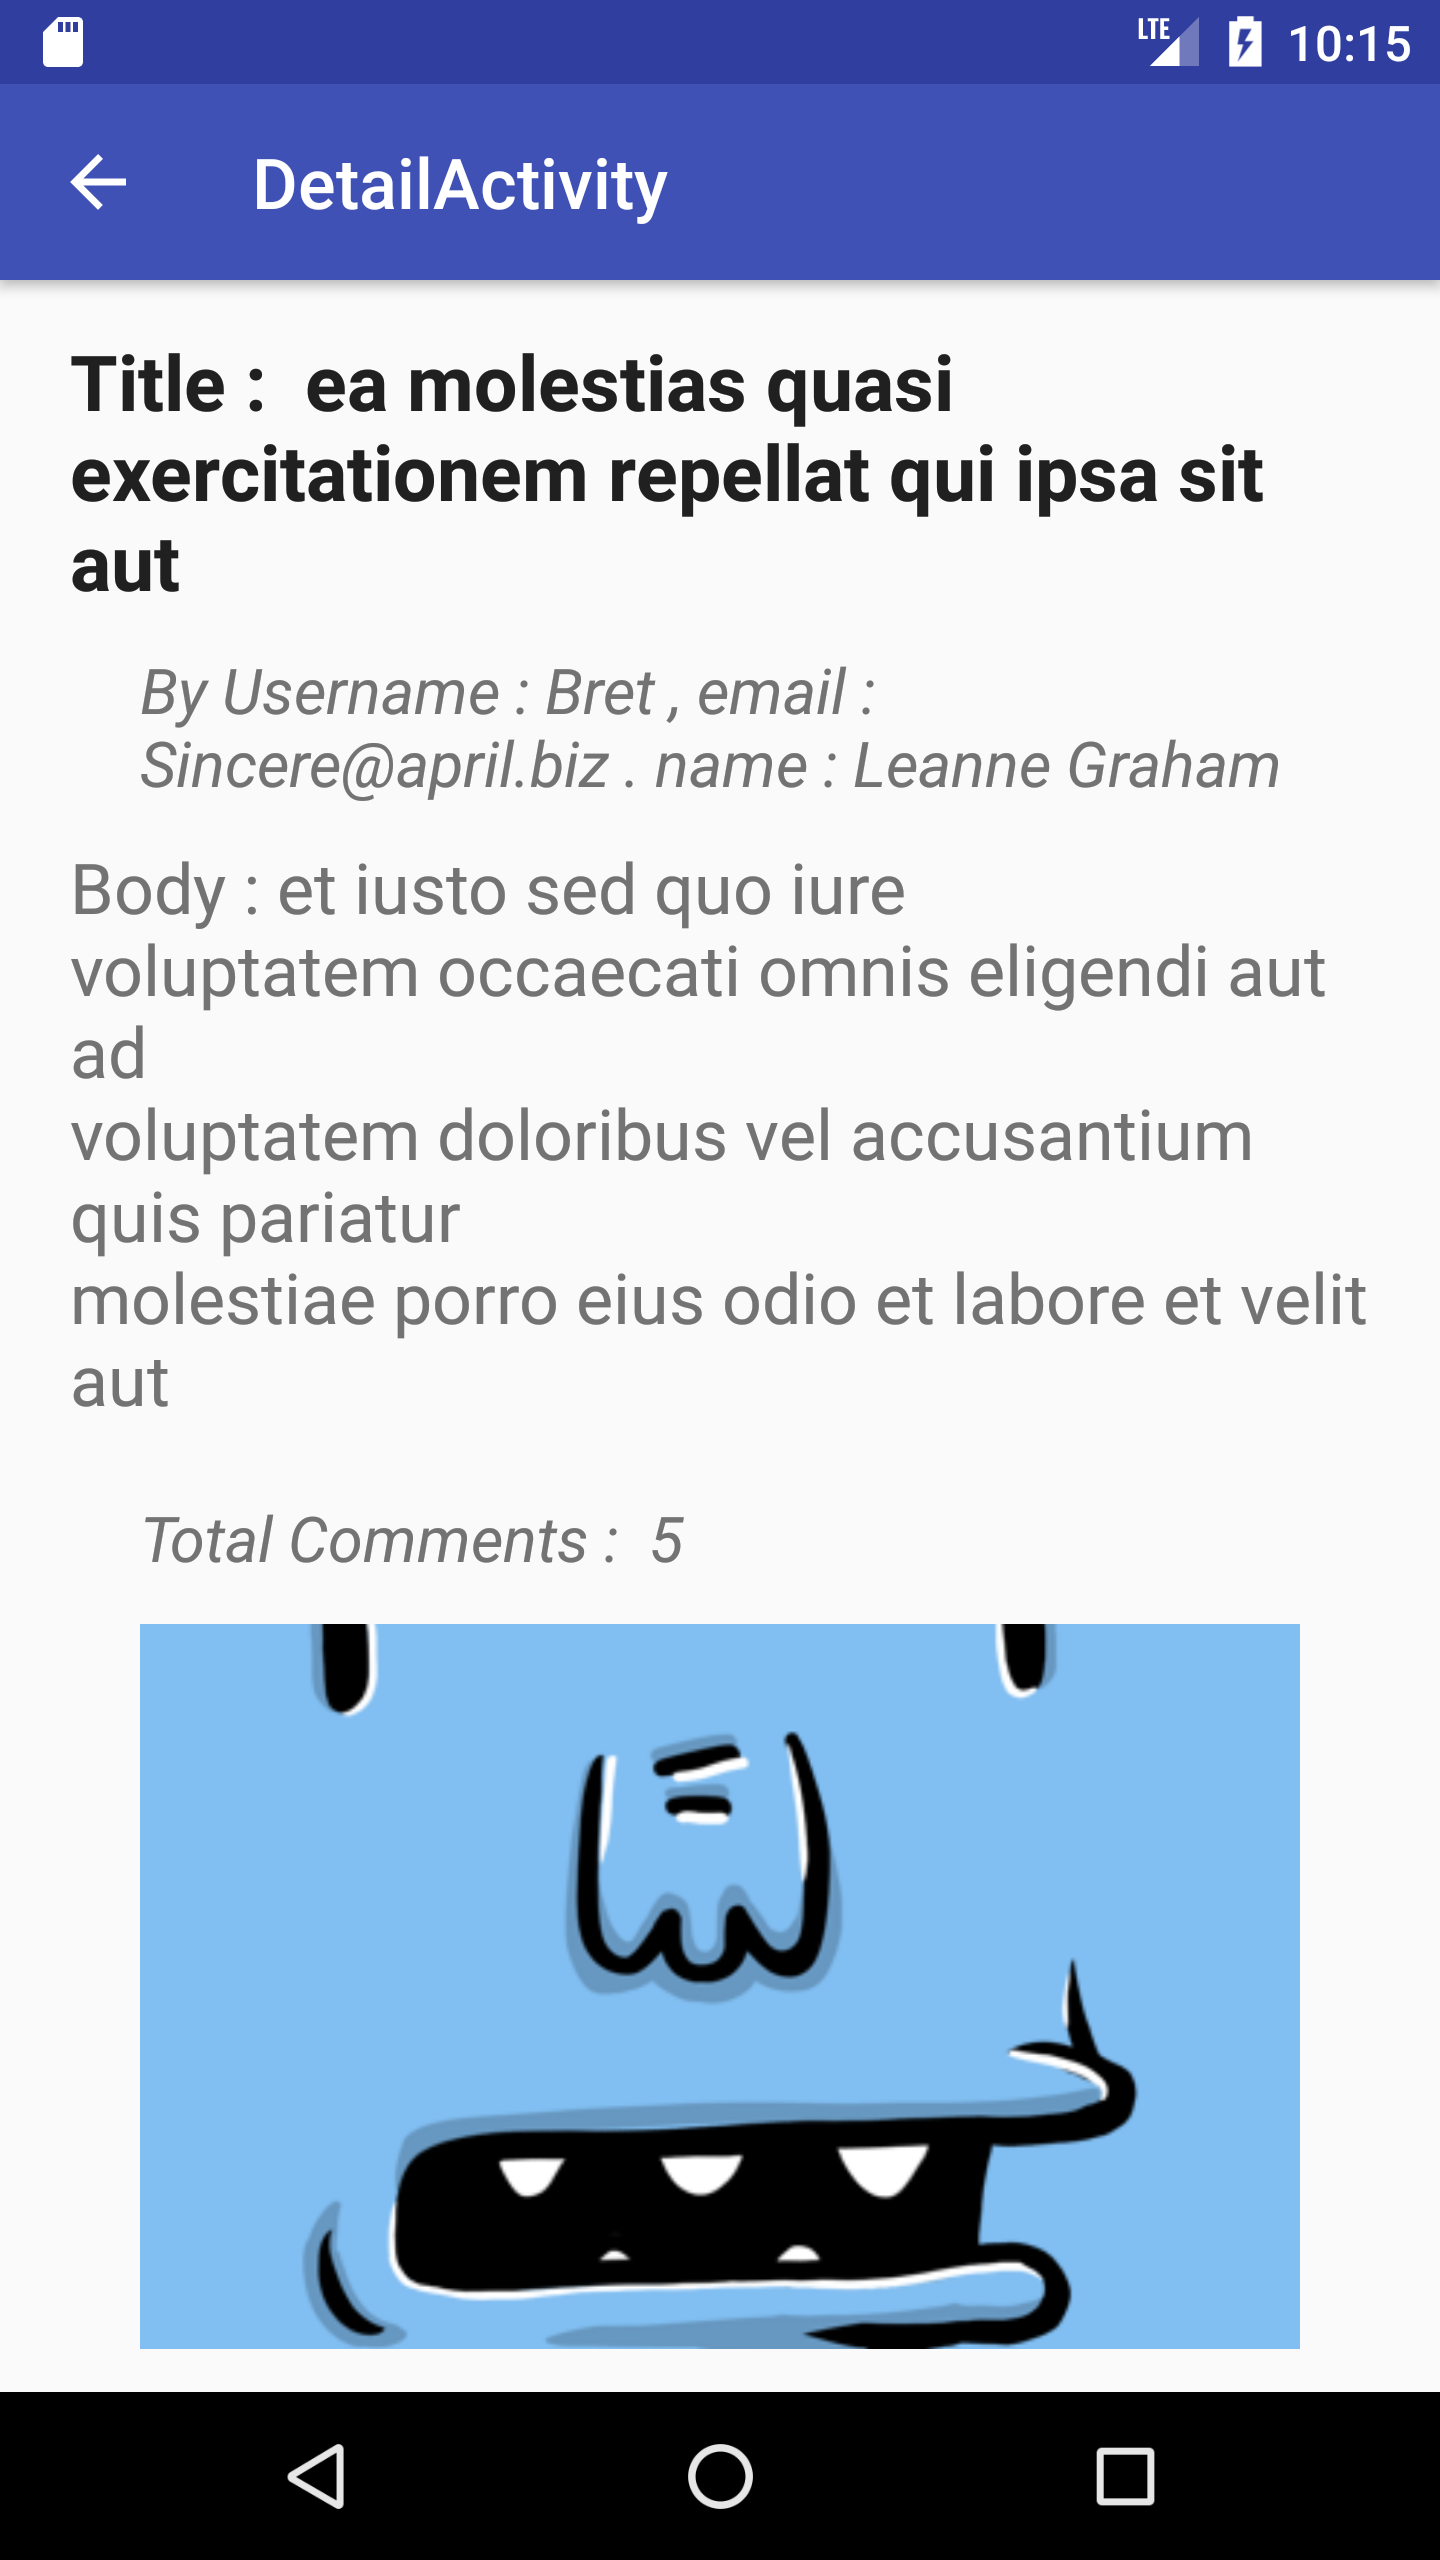 LTE 10:15
DetailActivity
Title :  ea molestias quasi
exercitationem repellat qui ipsa sit
aut
By Username : Bret , email :
Sincere@april.biz . name : Leanne Graham
Body : et iusto sed quo iure
voluptatem occaecati omnis eligendi aut
ad
voluptatem doloribus vel accusantium
quis pariatur
molestiae porro eius odio et labore et velit
aut
Total Comments :  5